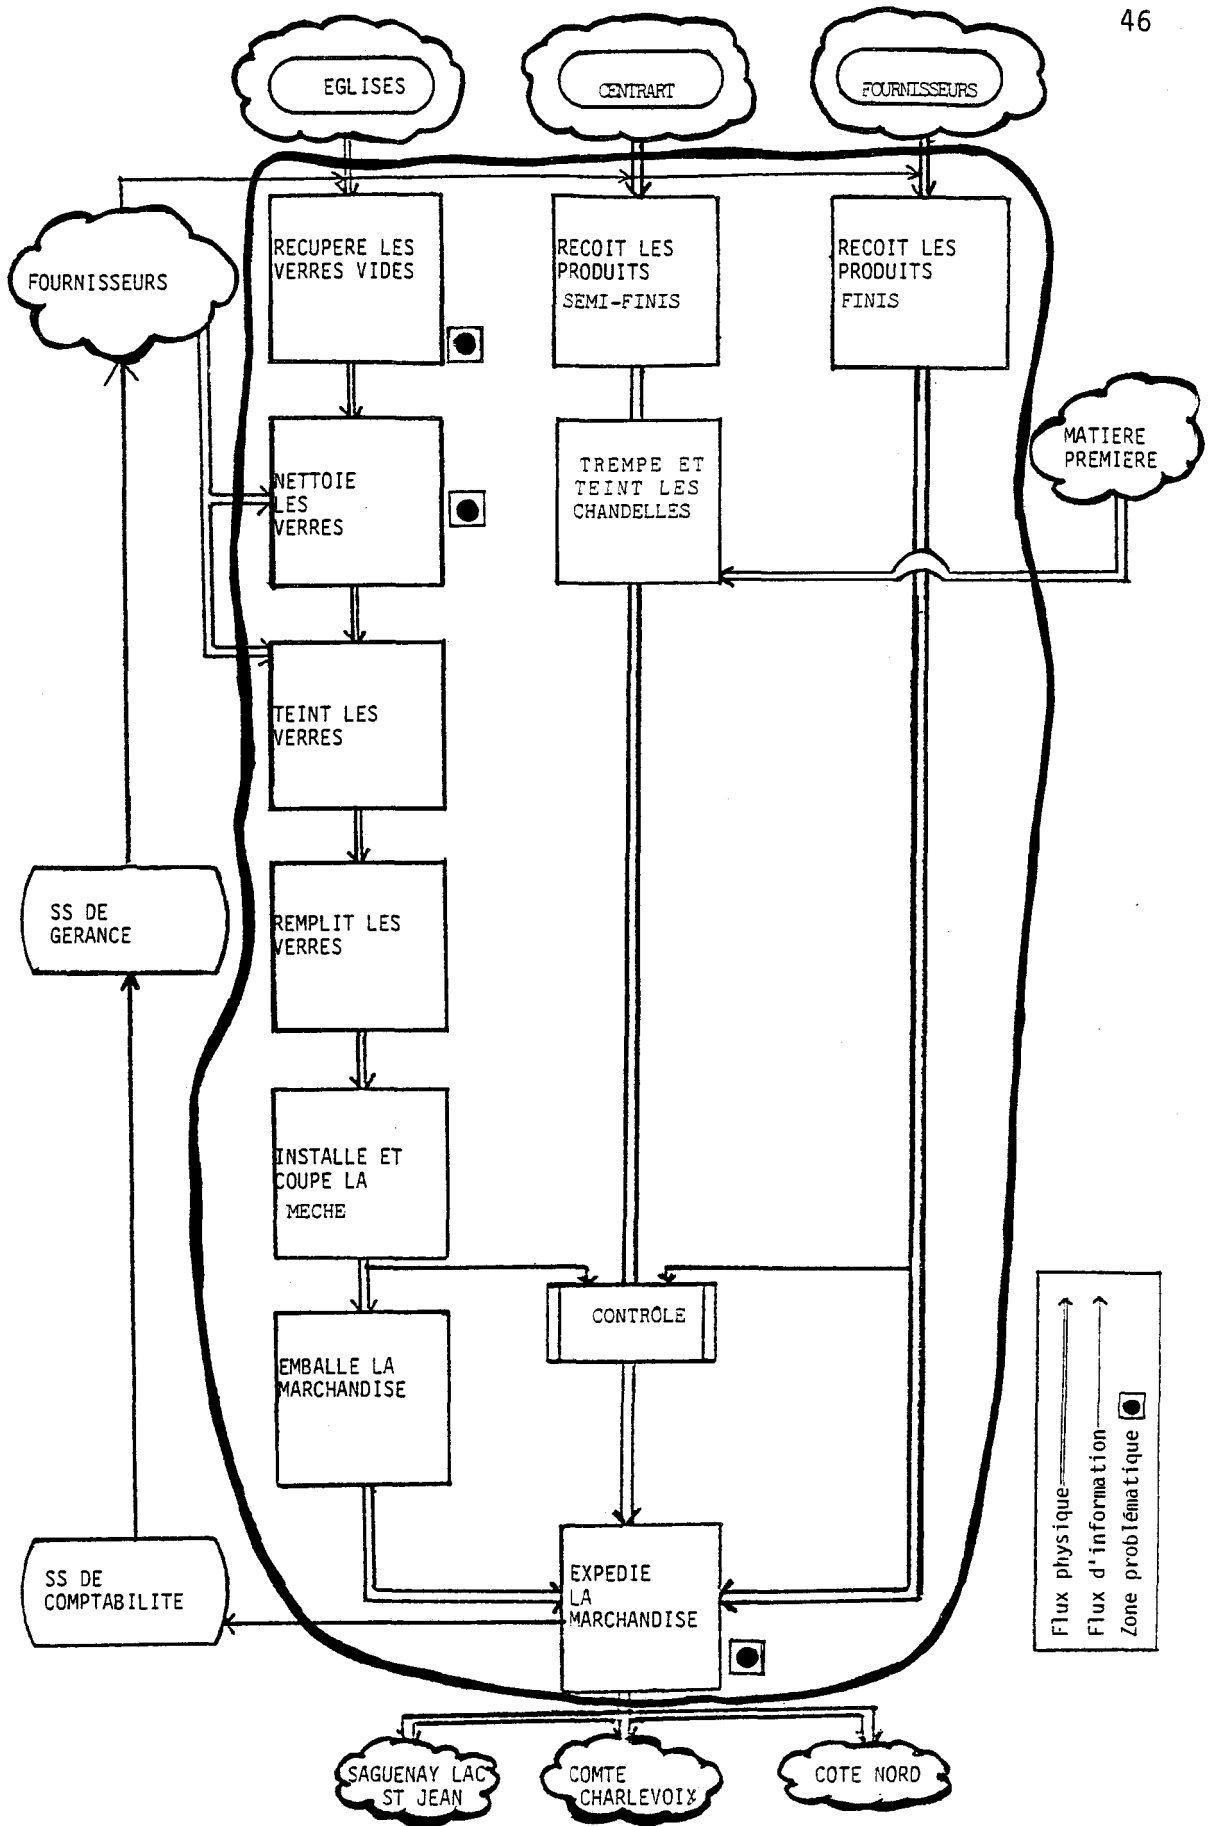 46
EGLISES
CENTRART
FOURNISSEURS
FOURNISSEURS
RECUPERE LES
VERRES VIDES
RECOIT LES
PRODUITS
SEMI-FINIS
RECOIT LES
PRODUITS
FINIS
MATIERE
PREMIERE
NETTOIE
LES
VERRES
TREMPE ET
TEINT LES
CHANDELLES
TEINT LES
VERRES
SS DE
GERANCE
REMPLIT LES
VERRES
INSTALLE ET
COUPE LA
MECHE
CONTRÔLE
EMBALLE LA
MARCHANDISE
SS DE
COMPTABILITE
EXPEDIE
LA
MARCHANDISE
Flux physique
Flux d'information
Zone problématique
SAGUENAY LAC
ST JEAN
COMTE
CHARLEVOIX
COTE NORD